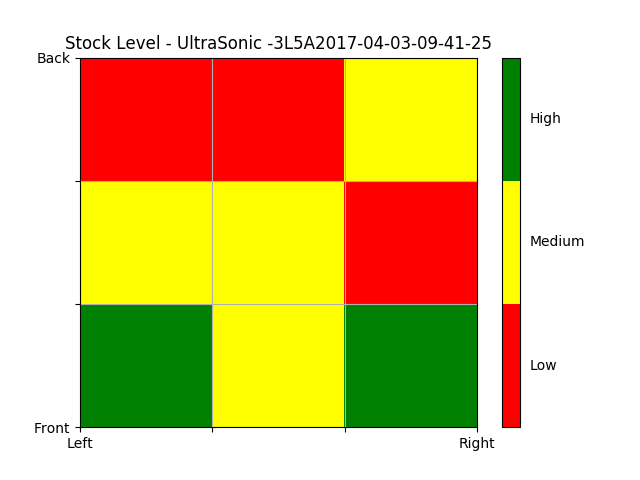 Stock Level - UltraSonic -3L5A2017-04-03-09-41-25
Back
Front
Left
Right
High
Medium
Low